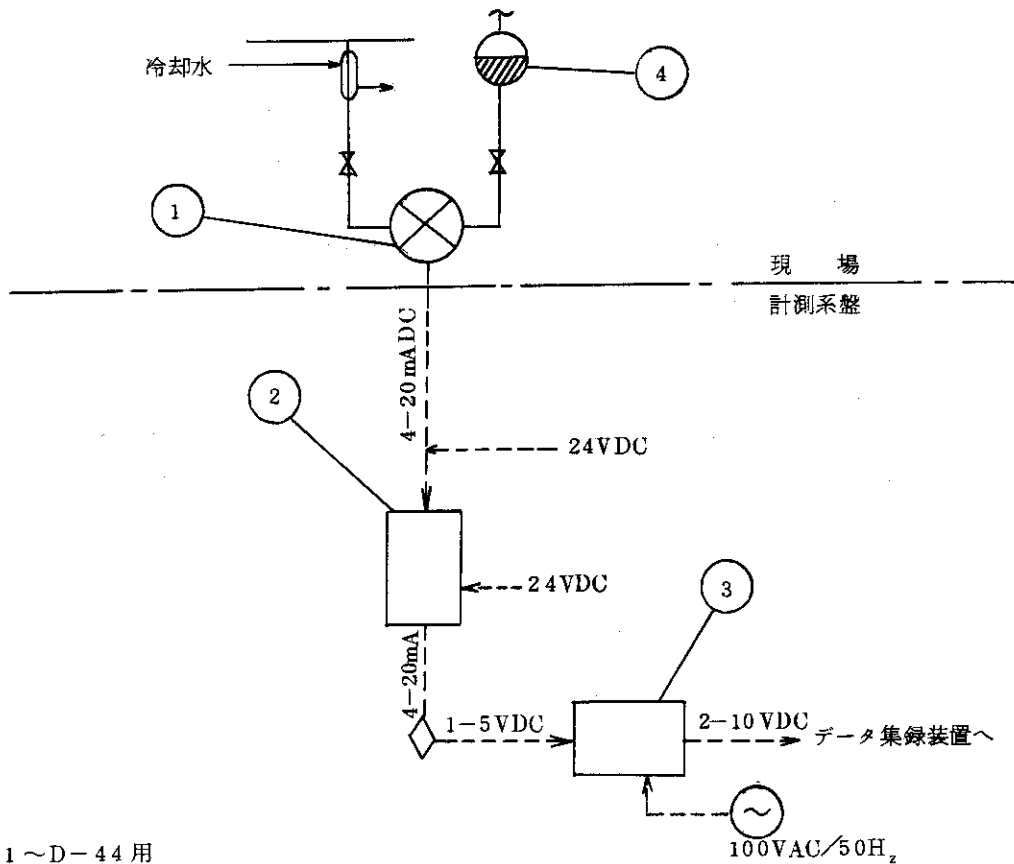 冷却水
4
1
現 場
計測系盤
4-20mADC
2
24VDC
24VDC
3
4-20mA
1-5VDC
2-10VDC
データ集録装置へ
100VAC/50Hz
1~D-44用